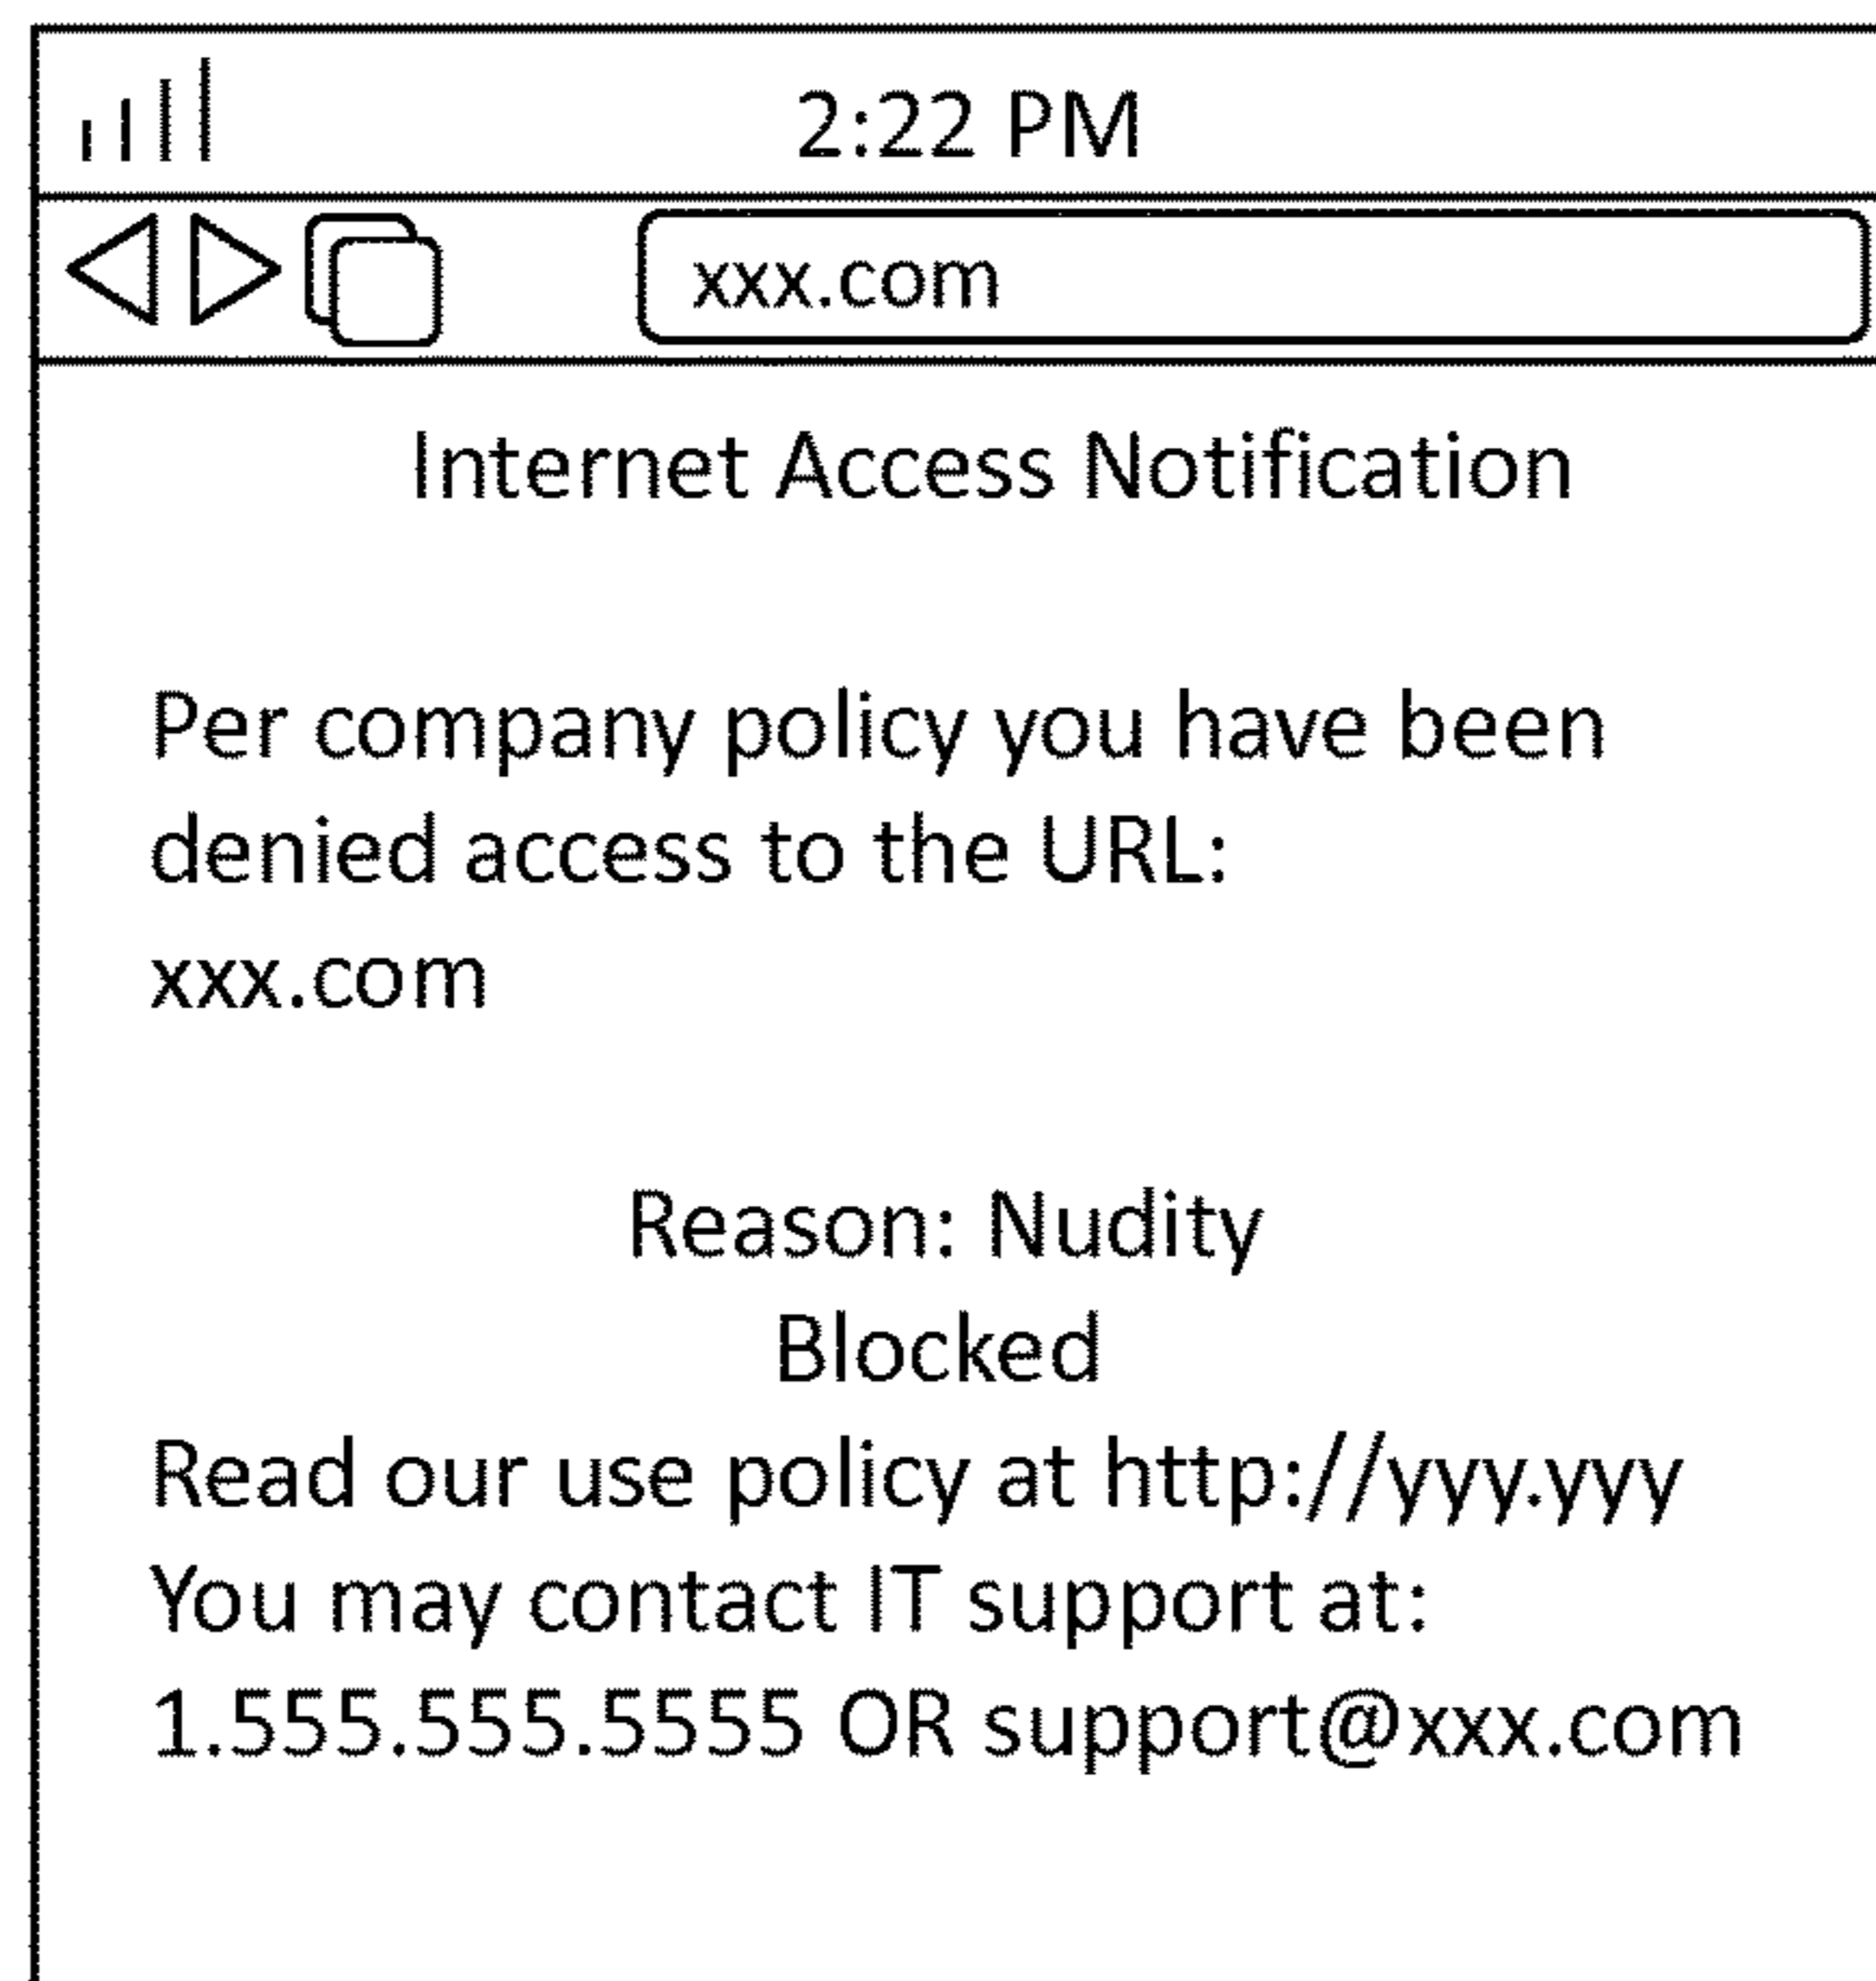 2:22 PM
xxx.com
Internet Access Notification
Per company policy you have been
denied access to the URL:
xxx.com
Reason: Nudity
Blocked
Read our use policy at http://yyy.yyy
You may contact IT support at:
1.555.555.5555 OR support@xxx.com